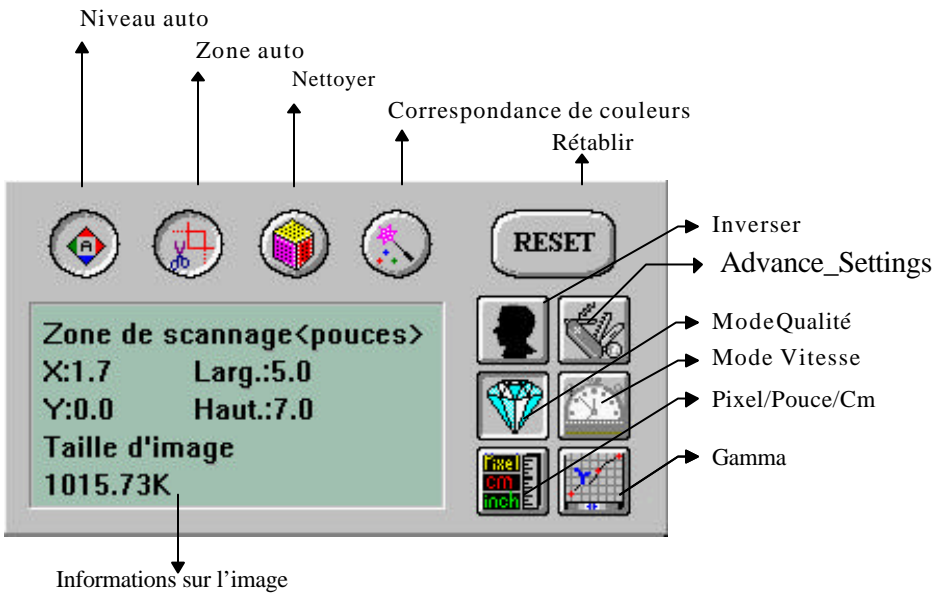 Niveau auto
Zone auto
Nettoyer
Correspondance de couleurs
Rétablir
RESET
Inverser
Advance_Settings
Mode Qualité
Mode Vitesse
Pixel/Pouce/Cm
Gamma
Zone de scannage<pouces>
X:1.7 Larg.:5.0
Y:0.0 Haut.:7.0
Taille d'image
1015.73K
A
Pixel
cm
inch
γ
Informations sur l’image